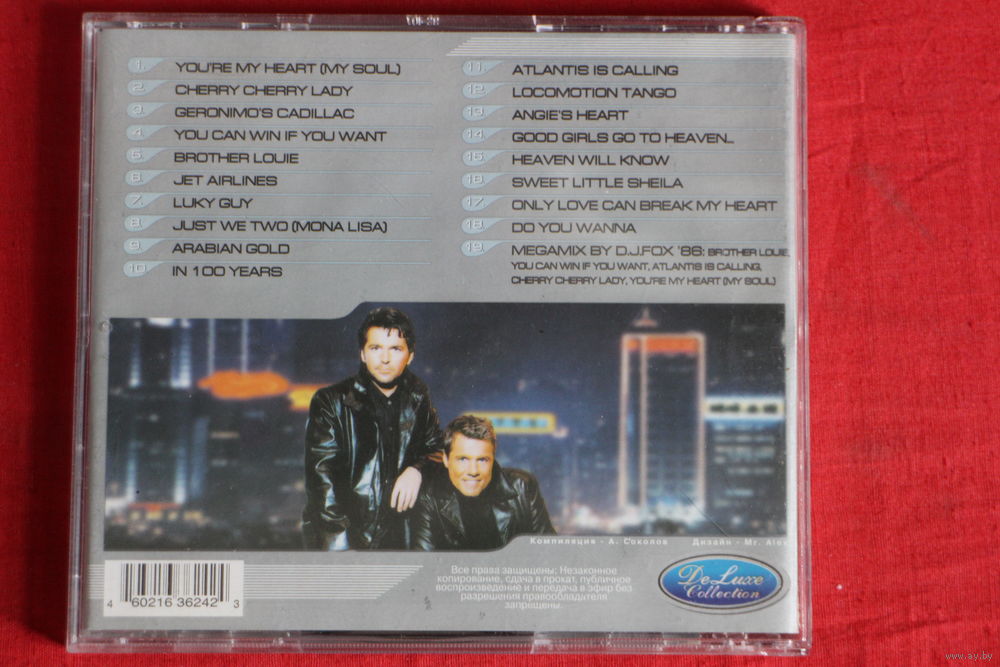 1. YOU'RE MY HEART (MY SOUL)
2. CHERRY CHERRY LADY
3. GERONIMO'S CADILLAC
4. YOU CAN WIN IF YOU WANT
5. BROTHER LOUIE
6. JET AIRLINES
7. LUKY GUY
8. JUST WE TWO (MONA LISA)
9. ARABIAN GOLD
10. IN 100 YEARS
11. ATLANTIS IS CALLING
12. LOCOMOTION TANGO
13. ANGIE'S HEART
14. GOOD GIRLS GO TO HEAVEN...
15. HEAVEN WILL KNOW
16. SWEET LITTLE SHEILA
17. ONLY LOVE CAN BREAK MY HEART
18. DO YOU WANNA
19. MEGAMIX BY D.J.FOX '86: BROTHER LOUIE,
YOU CAN WIN IF YOU WANT, ATLANTIS IS CALLING,
CHERRY CHERRY LADY, YOU'RE MY HEART (MY SOUL)
Компиляция - А. Соколов Дизайн - Mr. Alex
Все права защищены: Незаконное
копирование, сдача в прокат, публичное
воспроизведение и передача в эфир без
разрешения правообладателя
запрещены.
DeLuxe
Collection
4 60216 36242 3
www.ay.by